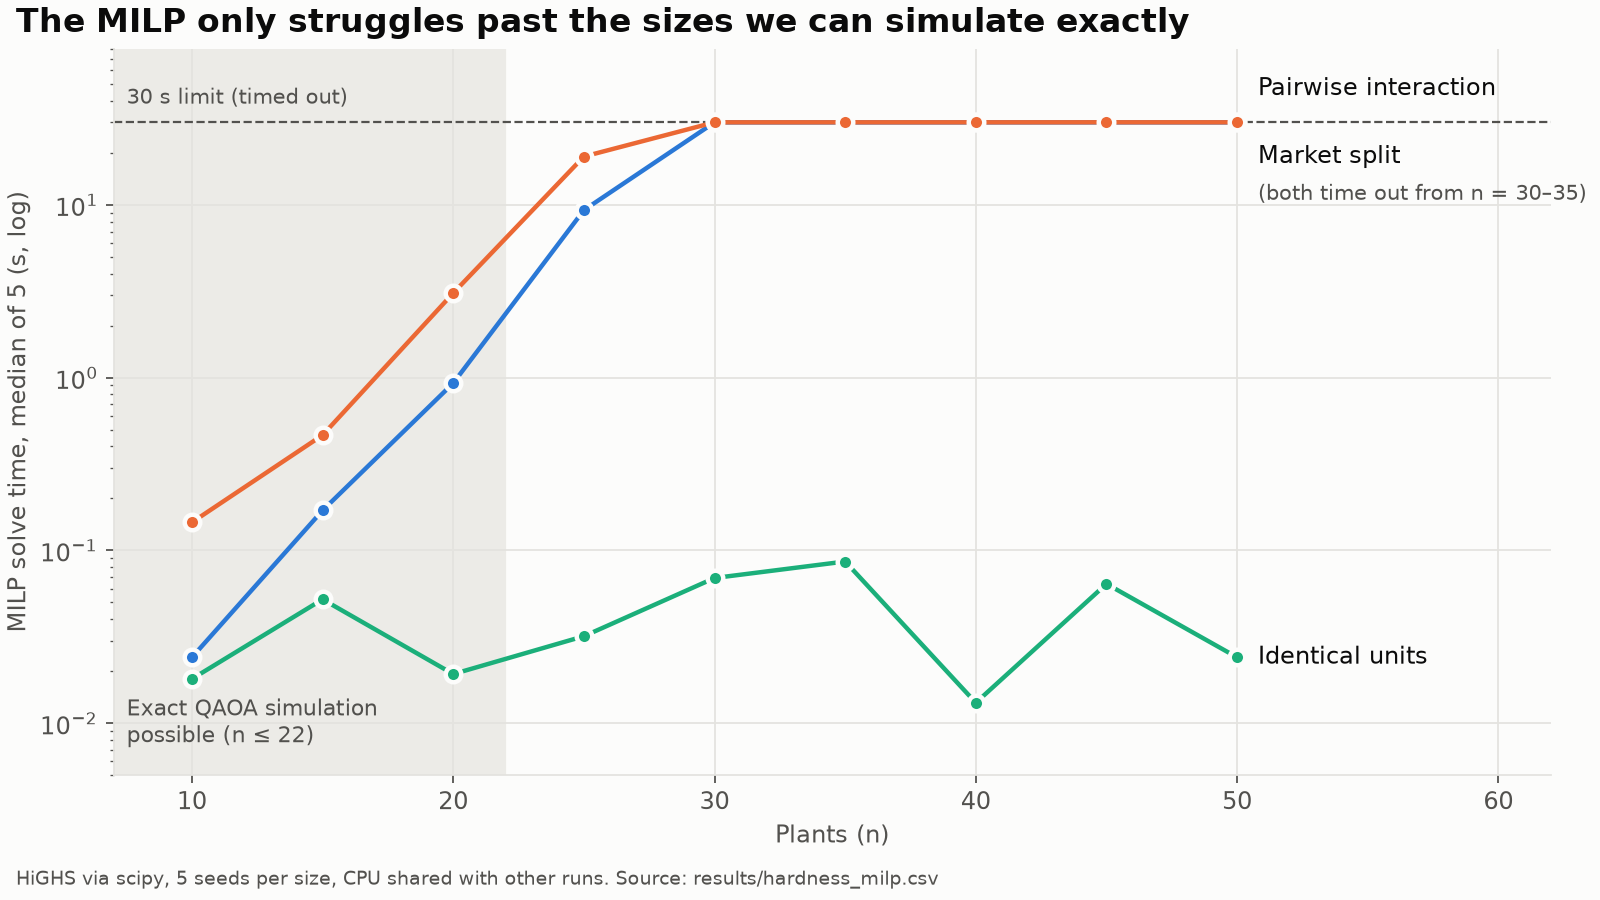 The MILP only struggles past the sizes we can simulate exactly
30 s limit (timed out)
Pairwise interaction
Market split
(both time out from n = 30–35)
Identical units
Exact QAOA simulation
possible (n ≤ 22)
MILP solve time, median of 5 (s, log)
10¹
10⁰
10⁻¹
10⁻²
10
20
30
40
50
60
Plants (n)
HiGHS via scipy, 5 seeds per size, CPU shared with other runs. Source: results/hardness_milp.csv